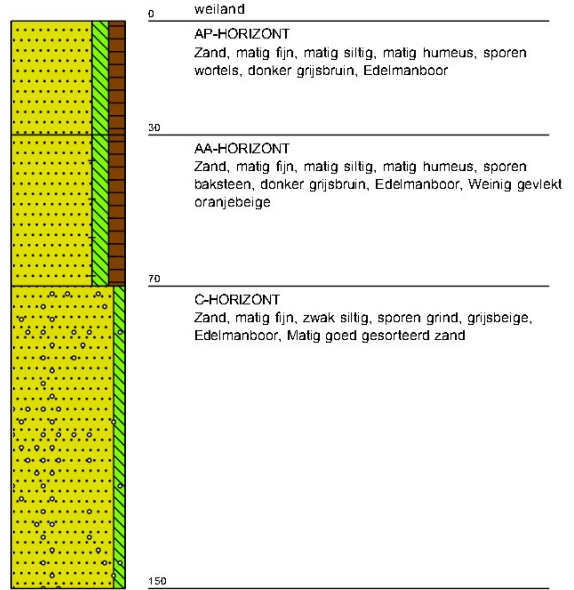 0
weiland
AP-HORIZONT
Zand, matig fijn, matig siltig, matig humeus, sporen
wortels, donker grijsbruin, Edelmanboor
30
AA-HORIZONT
Zand, matig fijn, matig siltig, matig humeus, sporen
baksteen, donker grijsbruin, Edelmanboor, Weinig gevlekt
oranjebeige
70
C-HORIZONT
Zand, matig fijn, zwak siltig, sporen grind, grijsbeige,
Edelmanboor, Matig goed gesorteerd zand
150